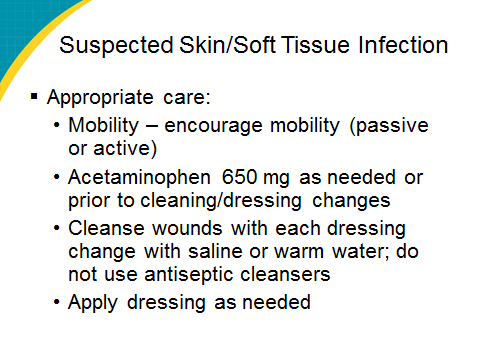 Suspected Skin/Soft Tissue Infection
▪ Appropriate care:
• Mobility – encourage mobility (passive
or active)
• Acetaminophen 650 mg as needed or
prior to cleaning/dressing changes
• Cleanse wounds with each dressing
change with saline or warm water; do
not use antiseptic cleansers
• Apply dressing as needed